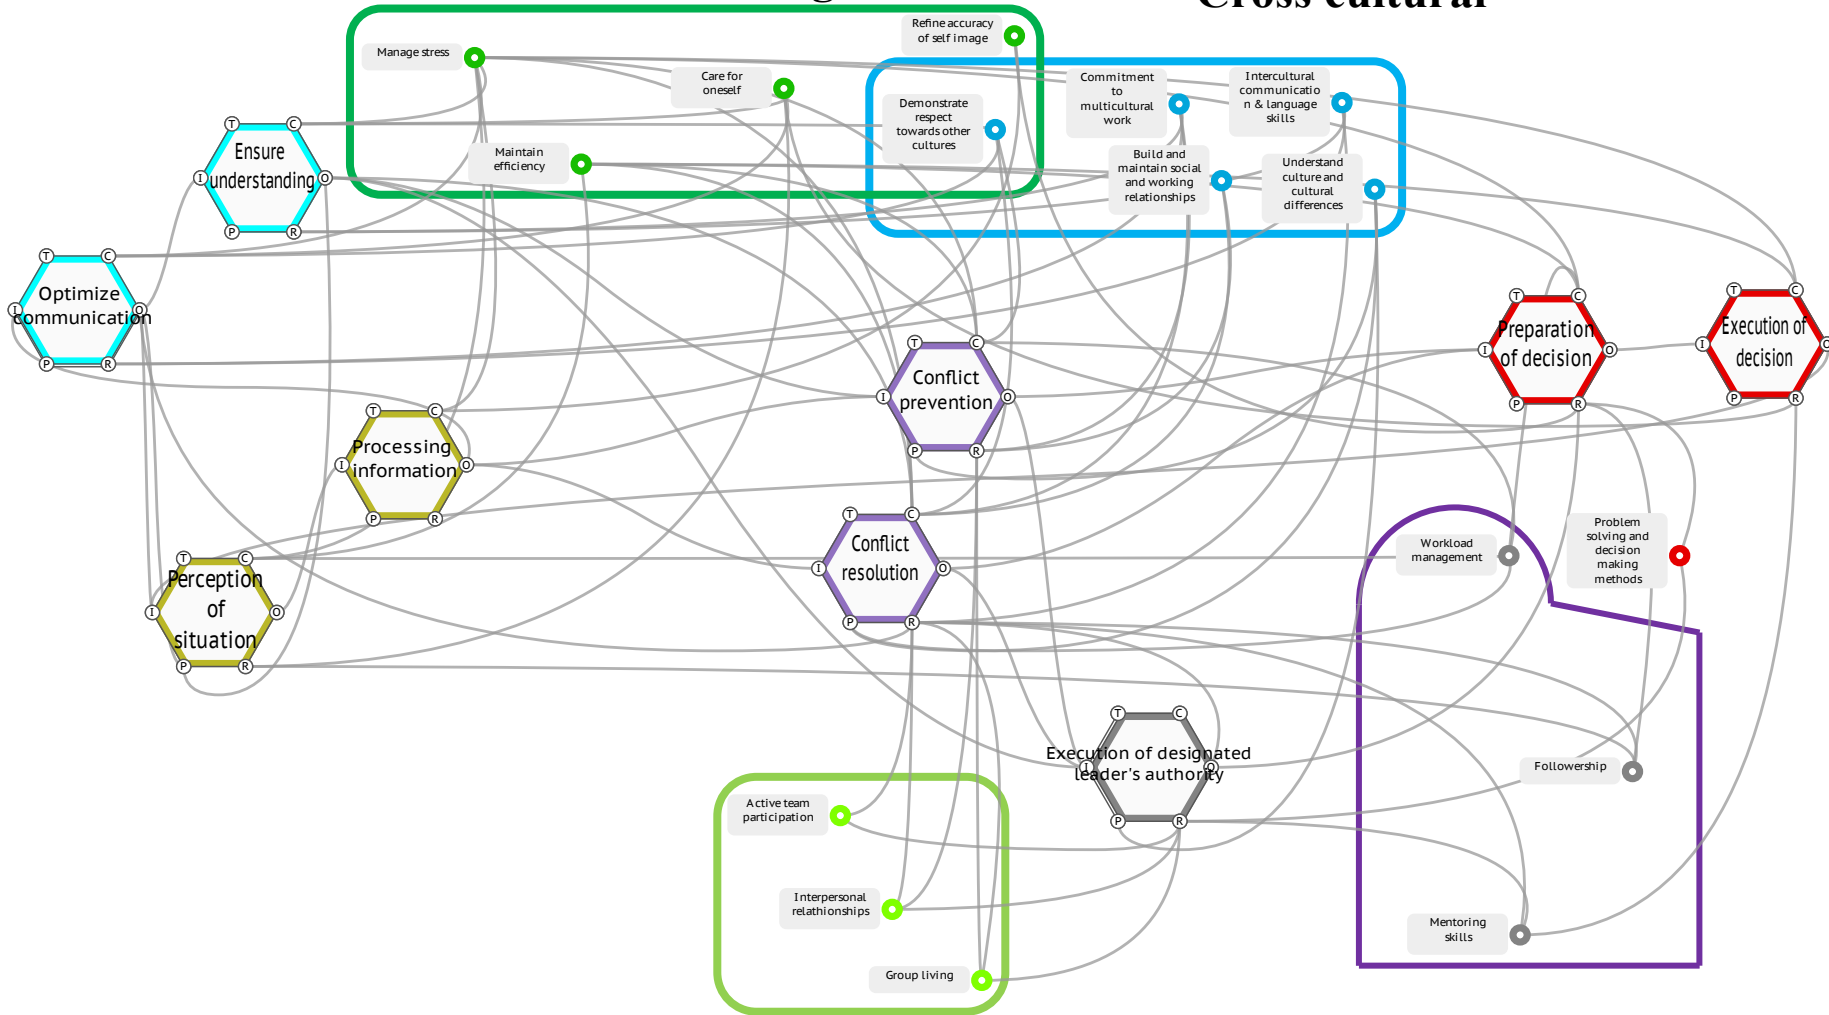 Cross cultural
Refine accuracy
of self image
Manage stress
Care for
oneself
Commitment
to
multicultural
work
Intercultural
communicatio
n & language
skills
Demonstrate
respect
towards other
cultures
Maintain
efficiency
Build and
maintain social
and working
relationships
Understand
culture and
cultural
differences
T
C
Ensure
understanding
I
O
P
R
T
C
Optimize
communication
I
O
P
R
T
C
Preparation
of decision
I
O
P
R
T
C
Execution of
decision
I
O
P
R
T
C
Conflict
prevention
I
O
P
R
T
C
Processing
information
I
O
P
R
T
C
Conflict
resolution
I
O
P
R
Workload
management
Problem
solving and
decision
making
methods
T
C
Perception
of
situation
I
O
P
R
T
C
Execution of designated
leader's authority
I
O
P
R
Followership
Active team
participation
Interpersonal
relathionships
Mentoring
skills
Group living